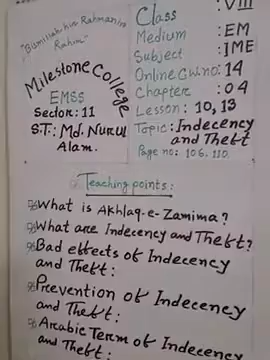 "Bismillahir Rahmanir
Rahim"
Milestone College
EMSS
Sector: 11
S.T: Md. Nurul
Alam.
Class : VIII
Medium : EM
Subject : IME
Online C.W.no: 14
Chapter : 04
Lesson: 10, 13
Topic: Indecency
and Theft
Page no: 106, 110
Teaching points:
What is Akhlaq-e-Zamima?
What are Indecency and Theft?
Bad effects of Indecency
and Theft:
Prevention of Indecency
and Theft:
Arabic Term of Indecency
and Theft: